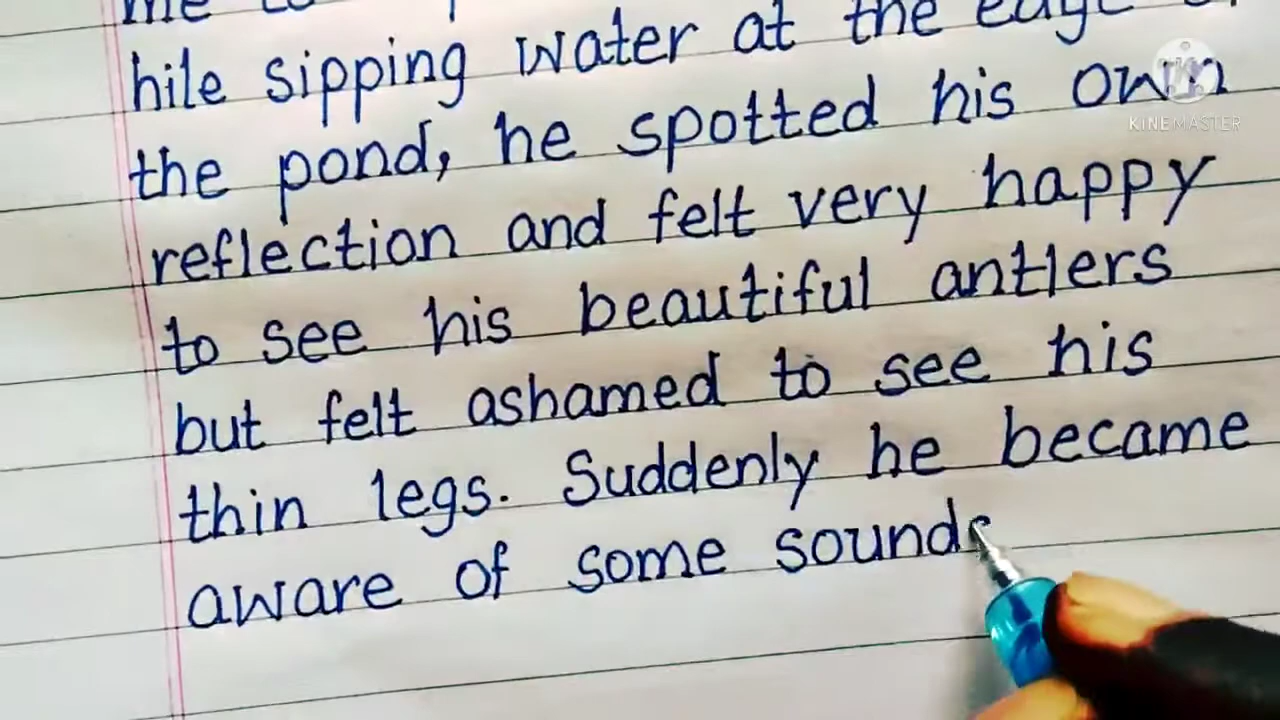 me to
hile sipping water at the edge
the pond, he spotted his own
reflection and felt very happy
to see his beautiful antlers
but felt ashamed to see his
thin legs. Suddenly he became
aware of some sounds
KINEMASTER